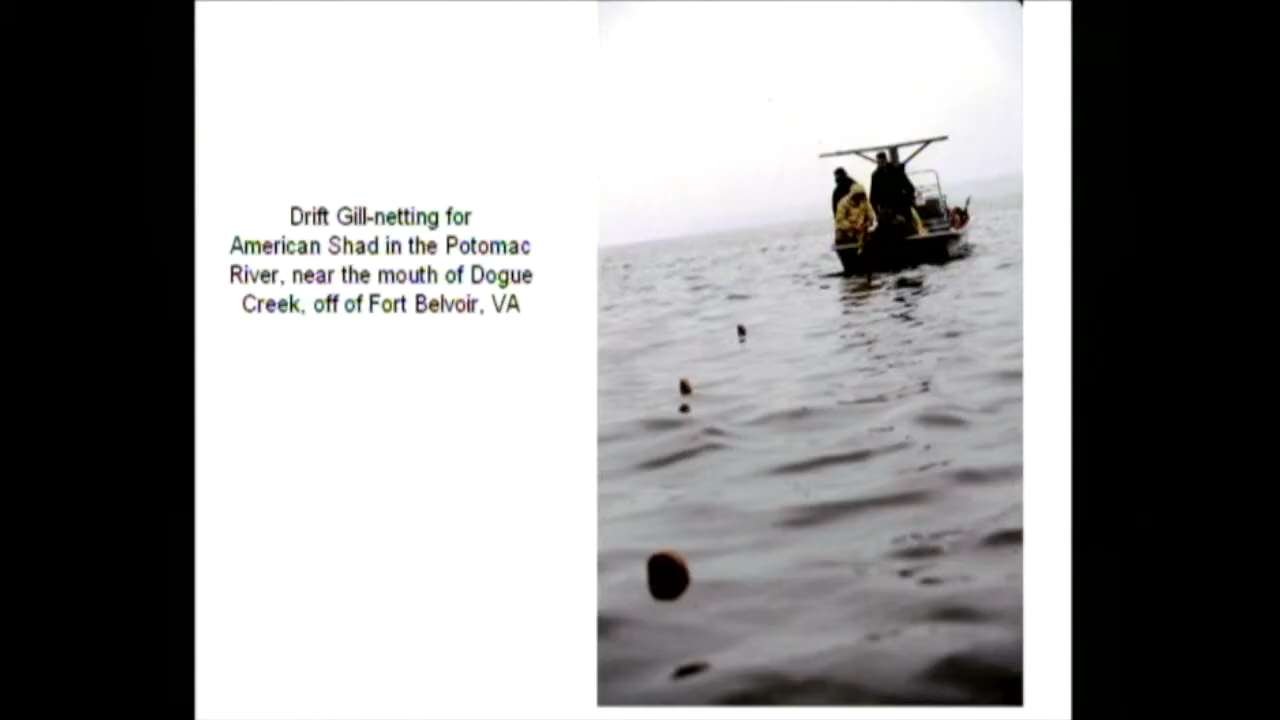 Drift Gill-netting for
American Shad in the Potomac
River, near the mouth of Dogue
Creek, off of Fort Belvoir, VA